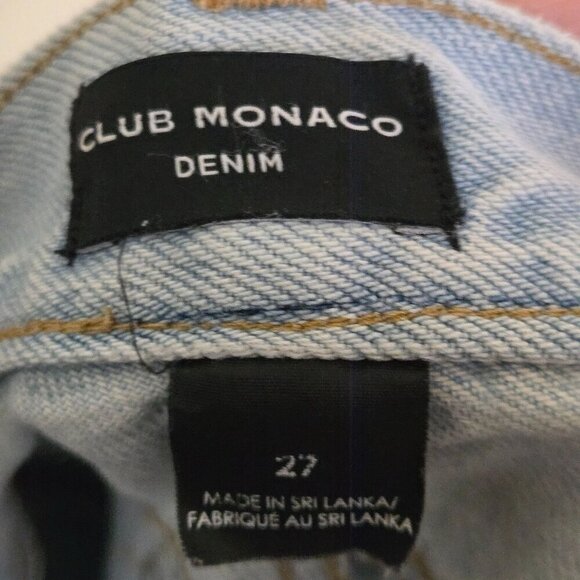 CLUB MONACO
DENIM
27
MADE IN SRI LANKA/
FABRIQUÉ AU SRI LANKA